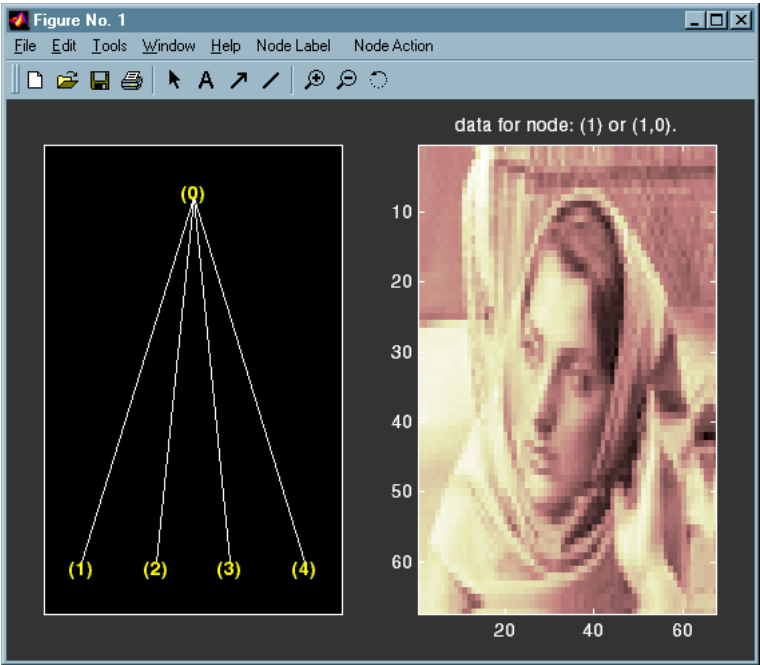 Figure No. 1
File Edit Tools Window Help Node Label Node Action
A
data for node: (1) or (1,0).
(0)
(1) (2) (3) (4)
10
20
30
40
50
60
20 40 60